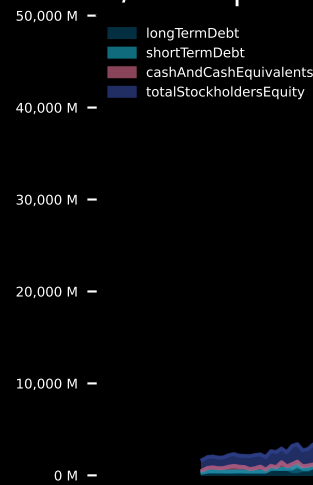 50,000 M
longTermDebt
shortTermDebt
cashAndCashEquivalents
totalStockholdersEquity
40,000 M
30,000 M
20,000 M
10,000 M
0 M